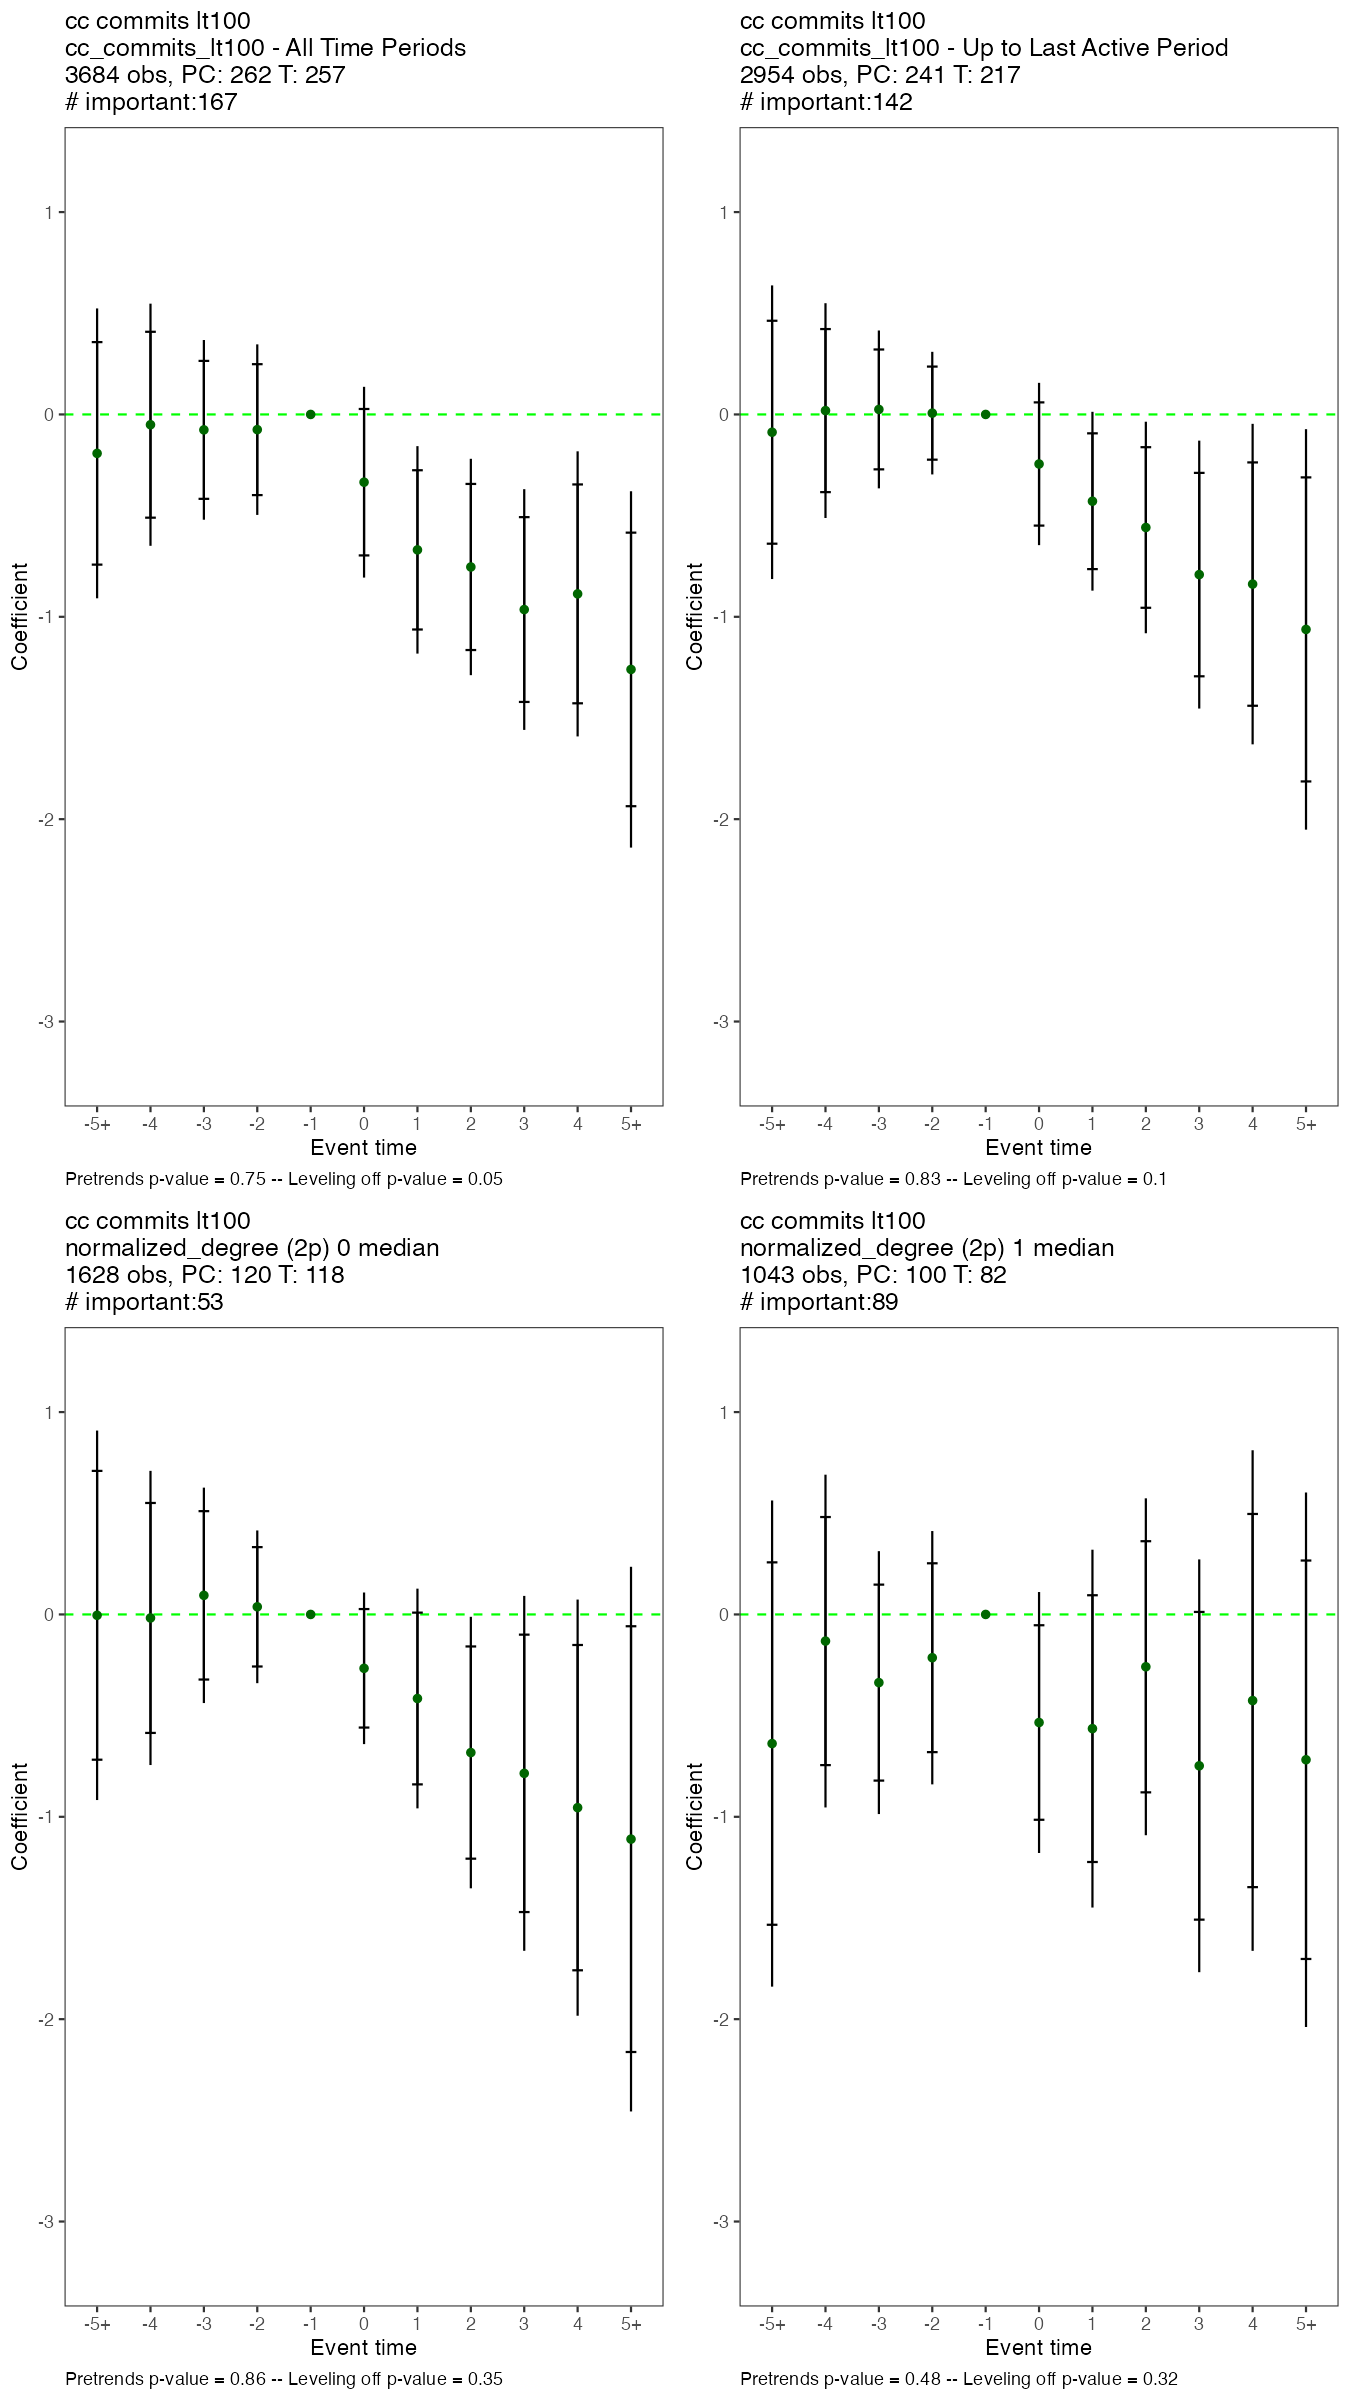 cc commits lt100
cc_commits_lt100 - All Time Periods
3684 obs, PC: 262 T: 257
# important:167
1
0
-1
-2
-3
Coefficient
-5+ -4 -3 -2 -1 0 1 2 3 4 5+
Event time
Pretrends p-value = 0.75 -- Leveling off p-value = 0.05
cc commits lt100
cc_commits_lt100 - Up to Last Active Period
2954 obs, PC: 241 T: 217
# important:142
1
0
-1
-2
-3
Coefficient
-5+ -4 -3 -2 -1 0 1 2 3 4 5+
Event time
Pretrends p-value = 0.83 -- Leveling off p-value = 0.1
cc commits lt100
normalized_degree (2p) 0 median
1628 obs, PC: 120 T: 118
# important:53
1
0
-1
-2
-3
Coefficient
-5+ -4 -3 -2 -1 0 1 2 3 4 5+
Event time
Pretrends p-value = 0.86 -- Leveling off p-value = 0.35
cc commits lt100
normalized_degree (2p) 1 median
1043 obs, PC: 100 T: 82
# important:89
1
0
-1
-2
-3
Coefficient
-5+ -4 -3 -2 -1 0 1 2 3 4 5+
Event time
Pretrends p-value = 0.48 -- Leveling off p-value = 0.32